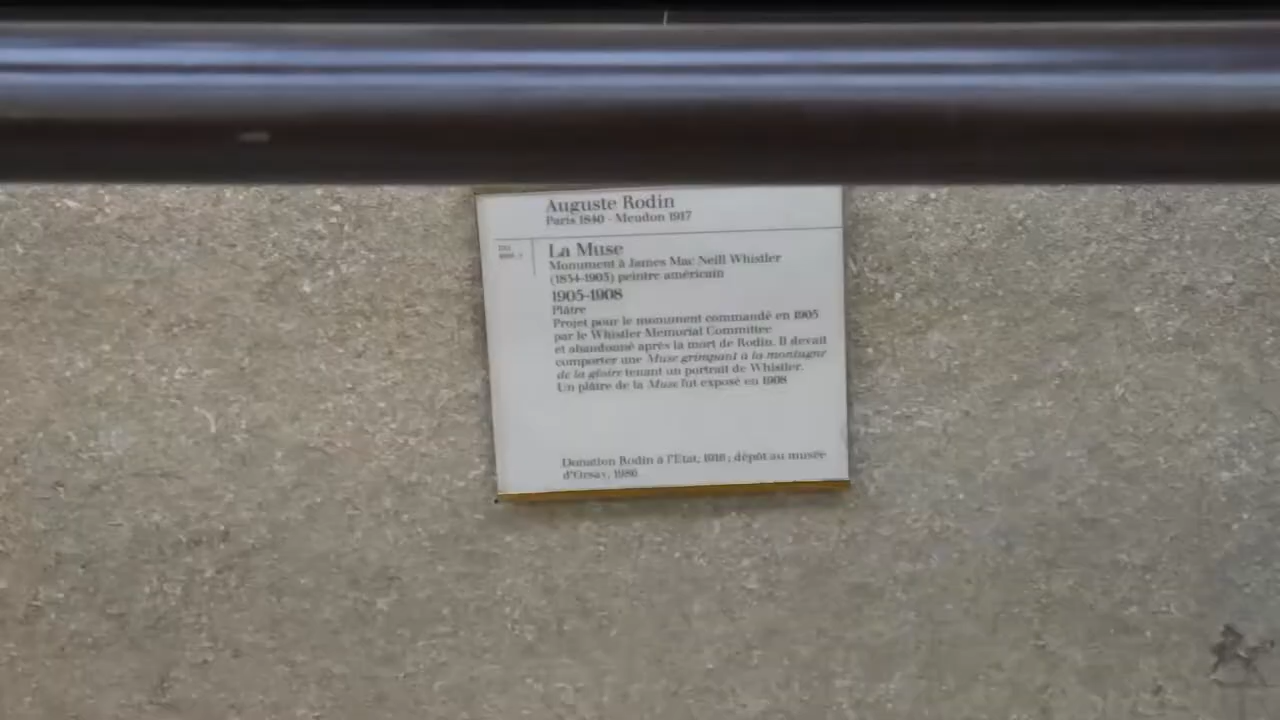 Auguste Rodin
Paris 1840 - Meudon 1917
La Muse
Monument à James Mac Neill Whistler
(1834-1903) peintre américain
1905-1908
Plâtre
Projet pour le monument commandé en 1905
par le Whistler Memorial Committee
et abandonné après la mort de Rodin. Il devait
comporter une Muse grimpant à la montagne
de la gloire tenant un portrait de Whistler.
Un plâtre de la Muse fut exposé en 1908
Donation Rodin à l'Etat, 1916 ; dépôt au musée
d'Orsay, 1986